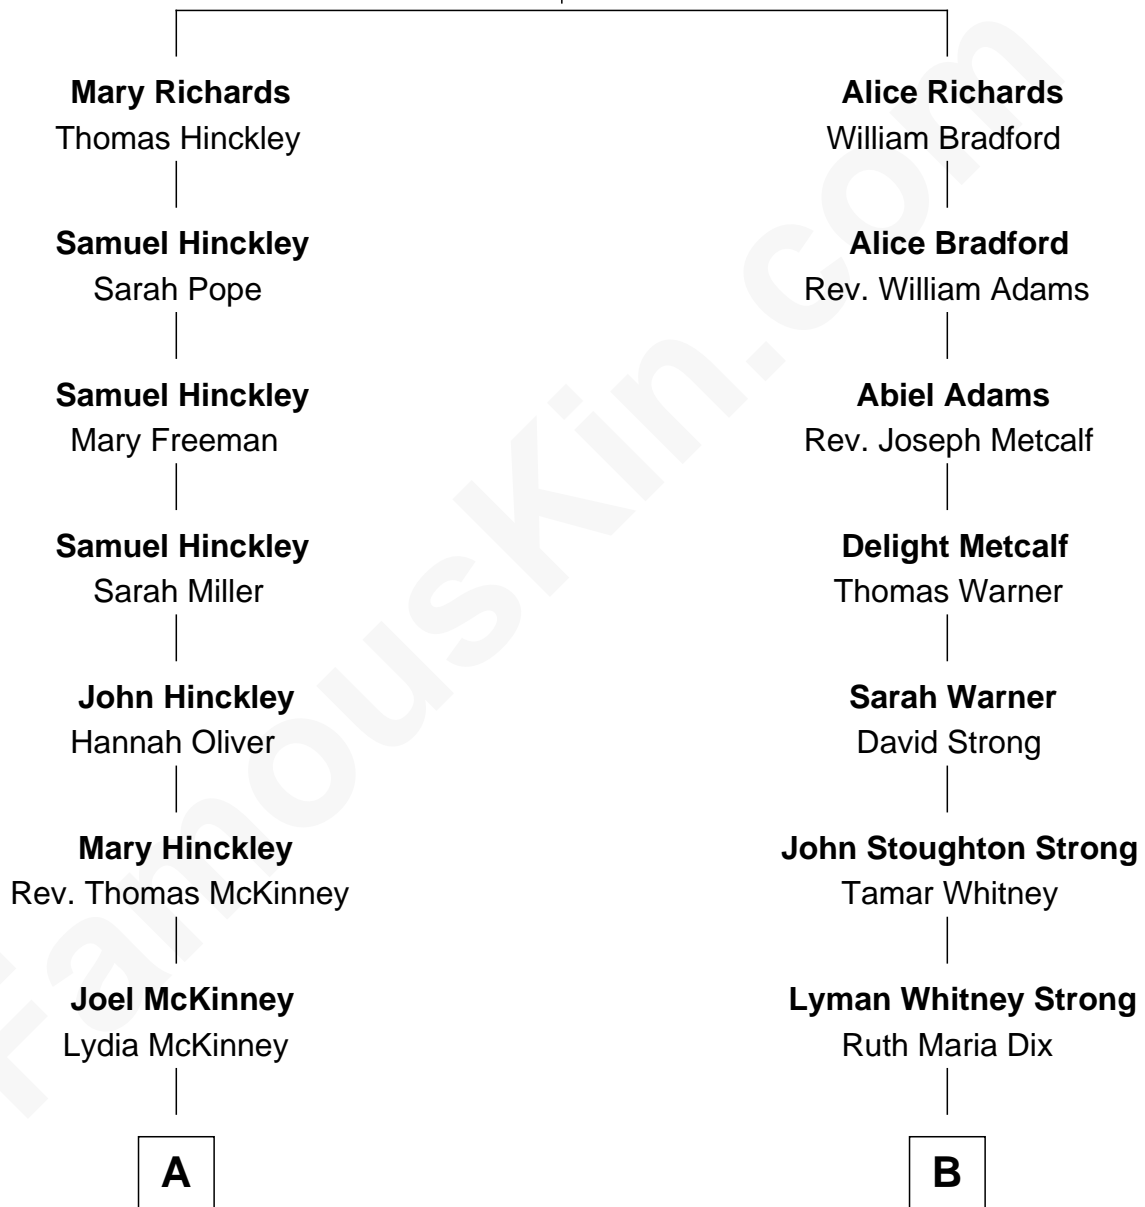 Mary Richards
Thomas Hinckley
Samuel Hinckley
Sarah Pope
Samuel Hinckley
Mary Freeman
Samuel Hinckley
Sarah Miller
John Hinckley
Hannah Oliver
Mary Hinckley
Rev. Thomas McKinney
Joel McKinney
Lydia McKinney
A
Alice Richards
William Bradford
Alice Bradford
Rev. William Adams
Abiel Adams
Rev. Joseph Metcalf
Delight Metcalf
Thomas Warner
Sarah Warner
David Strong
John Stoughton Strong
Tamar Whitney
Lyman Whitney Strong
Ruth Maria Dix
B
FamousKin.com